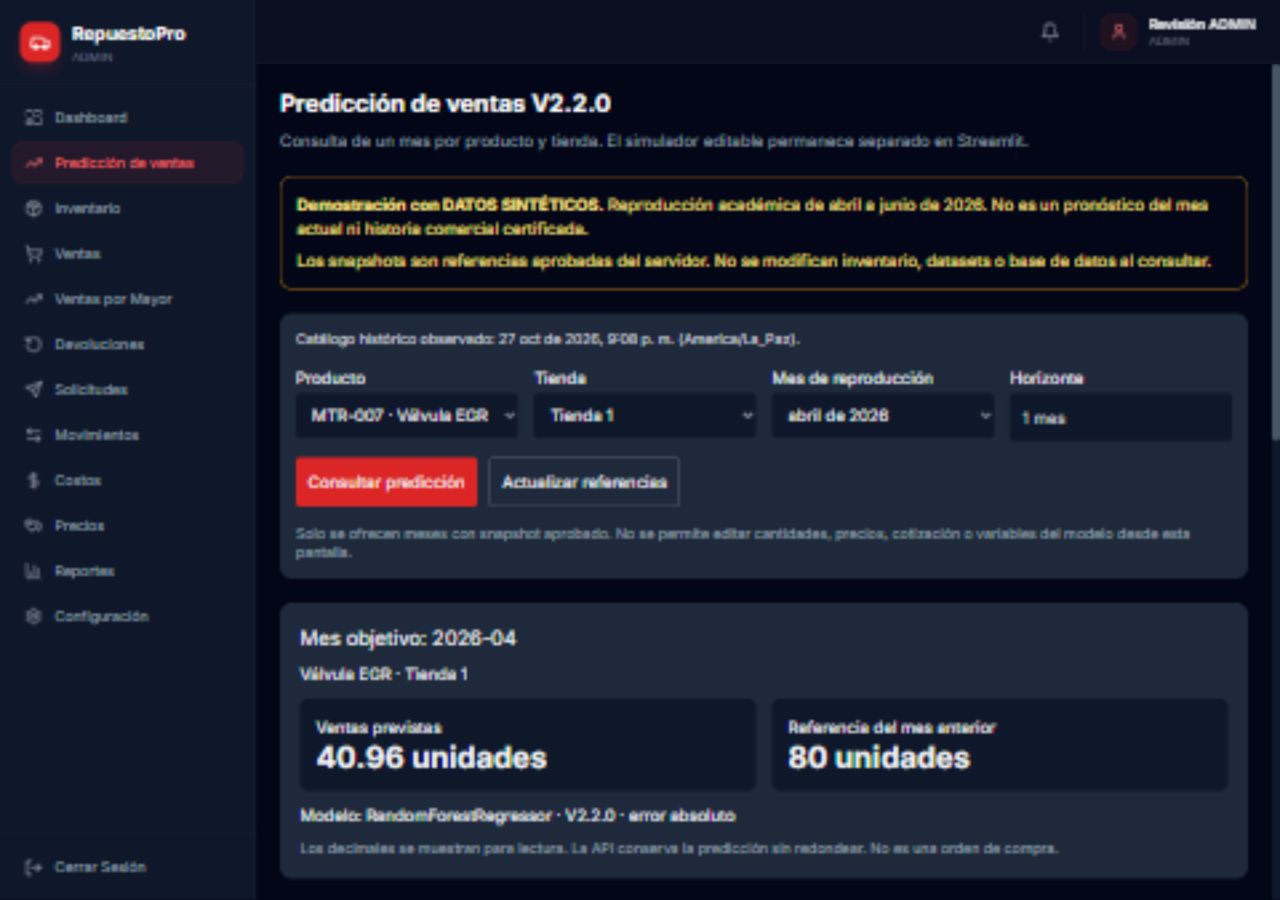 RepuestoPro
ADMIN
Dashboard
Predicción de ventas
Inventario
Ventas
Ventas por Mayor
Devoluciones
Solicitudes
Movimientos
Costos
Precios
Reportes
Configuración
Cerrar Sesión
Revisión ADMIN
ADMIN
Predicción de ventas V2.2.0
Consulta de un mes por producto y tienda. El simulador editable permanece separado en Streamlit.
Demostración con DATOS SINTÉTICOS. Reproducción académica de abril a junio de 2026. No es un pronóstico del mes
actual ni historia comercial certificada.
Los snapshots son referencias aprobadas del servidor. No se modifican inventario, datasets o base de datos al consultar.
Catálogo histórico observado: 27 oct de 2026, 9:08 p. m. (America/La_Paz).
Producto Tienda Mes de reproducción Horizonte
MTR-007 · Válvula EGR Tienda 1 abril de 2026 1 mes
Consultar predicción Actualizar referencias
Solo se ofrecen meses con snapshot aprobado. No se permite editar cantidades, precios, cotización o variables del modelo desde esta
pantalla.
Mes objetivo: 2026-04
Válvula EGR · Tienda 1
Ventas previstas Referencia del mes anterior
40.96 unidades 80 unidades
Modelo: RandomForestRegressor · V2.2.0 · error absoluto
Los decimales se muestran para lectura. La API conserva la predicción sin redondear. No es una orden de compra.